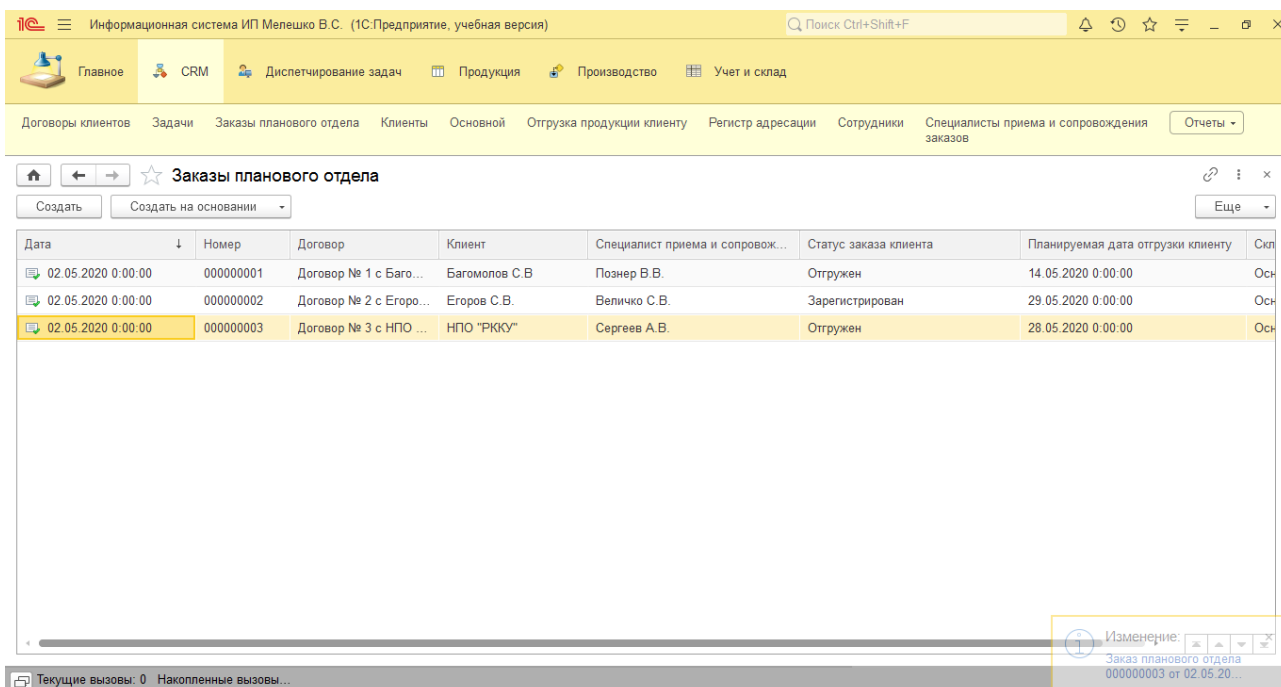 1С Информационная система ИП Мелешко В.С. (1С:Предприятие, учебная версия) Поиск Ctrl+Shift+F
Главное CRM Диспетчирование задач Продукция Производство Учет и склад
Договоры клиентов Задачи Заказы планового отдела Клиенты Основной Отгрузка продукции клиенту Регистр адресации Сотрудники Специалисты приема и сопровождения Отчеты
заказов
Заказы планового отдела
Создать Создать на основании Еще
Дата Номер Договор Клиент Специалист приема и сопровож... Статус заказа клиента Планируемая дата отгрузки клиенту Скл
02.05.2020 0:00:00 000000001 Договор № 1 с Баго... Багомолов С.В Познер В.В. Отгружен 14.05.2020 0:00:00 Осн
02.05.2020 0:00:00 000000002 Договор № 2 с Егоро... Егоров С.В. Величко С.В. Зарегистрирован 29.05.2020 0:00:00 Осн
02.05.2020 0:00:00 000000003 Договор № 3 с НПО ... НПО "РККУ" Сергеев А.В. Отгружен 28.05.2020 0:00:00 Осн
Изменение:
Заказ планового отдела
000000003 от 02.05.20...
Текущие вызовы: 0 Накопленные вызовы...